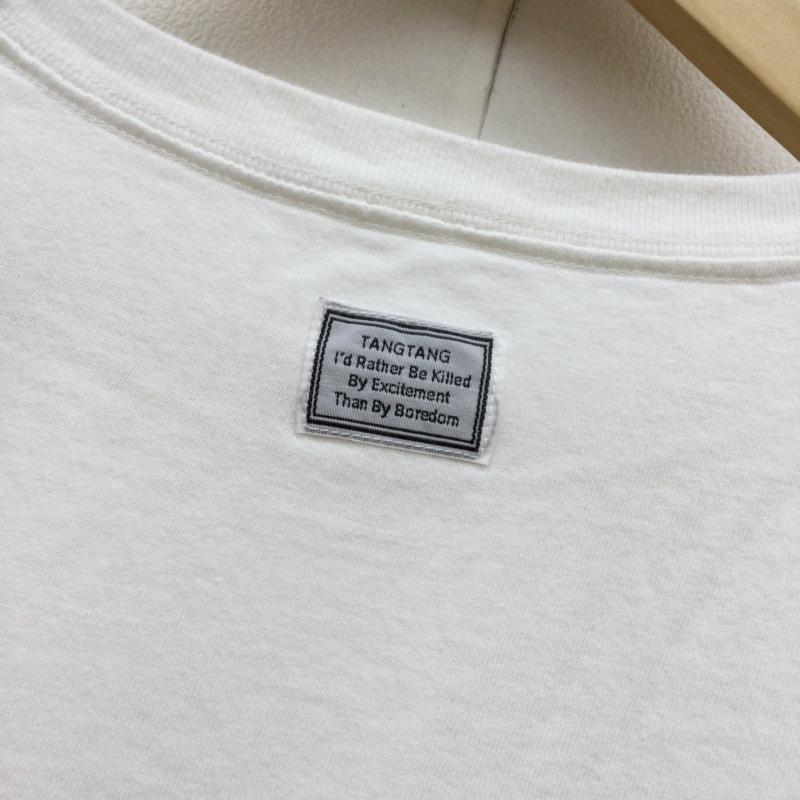 TANGTANG
I'd Rather Be Killed
By Excitement
Than By Boredom